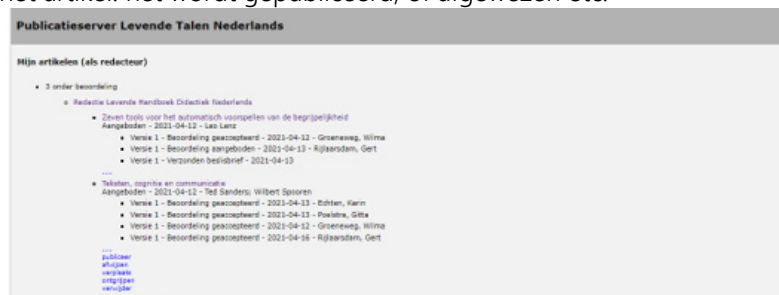 het artikel: het wordt gepubliceerd, of afgewezen etc.
Publicatieserver Levende Talen Nederlands
Mijn artikelen (als redacteur)
3 onder beoordeling
Redactie Levende Handboek Didactiek Nederlands
Zeven tools voor het automatisch voorspellen van de begrijpelijkheid
Aangeboden - 2021-04-12 - Leo Lenz
Versie 1 - Beoordeling geaccepteerd - 2021-04-12 - Groeneweg, Wilma
Versie 1 - Beoordeling aangeboden - 2021-04-13 - Rijlaarsdam, Gert
Versie 1 - Verzonden beslisbrief - 2021-04-13
....
Teksten, cognitie en communicatie
Aangeboden - 2021-04-12 - Ted Sanders; Wilbert Spooren
Versie 1 - Beoordeling geaccepteerd - 2021-04-13 - Echten, Karin
Versie 1 - Beoordeling geaccepteerd - 2021-04-13 - Poelstra, Gitta
Versie 1 - Beoordeling geaccepteerd - 2021-04-12 - Groeneweg, Wilma
Versie 1 - Beoordeling geaccepteerd - 2021-04-16 - Rijlaarsdam, Gert
....
publiceer
afwijzen
verplaats
ontgrijpen
verwijder